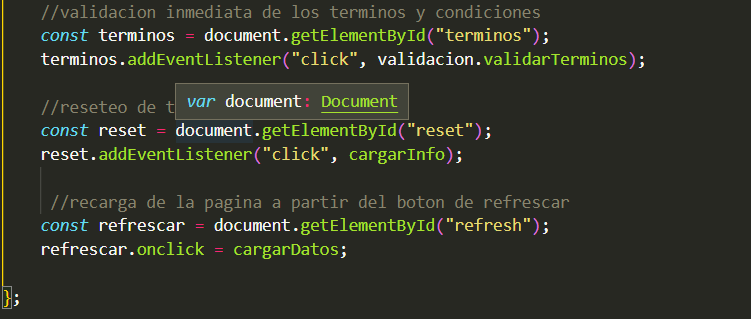 //validacion inmediata de los terminos y condiciones
const terminos = document.getElementById("terminos");
terminos.addEventListener("click", validacion.validarTerminos);
var document: Document
//reseteo de t
const reset = document.getElementById("reset");
reset.addEventListener("click", cargarInfo);
//recarga de la pagina a partir del boton de refrescar
const refrescar = document.getElementById("refresh");
refrescar.onclick = cargarDatos;
};